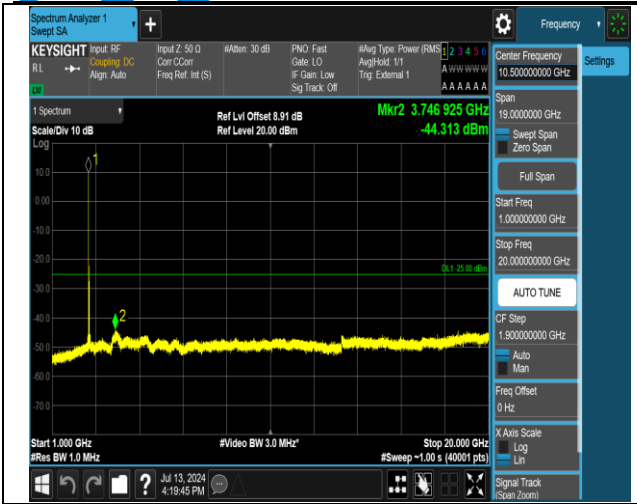 Spectrum Analyzer 1
Swept SA
Frequency
KEYSIGHT
RL
LNI
Input: RF
Coupling: DC
Align: Auto
Input Z: 50 Ω
Corr CCorr
Freq Ref: Int (S)
#Atten: 30 dB
PNO: Fast
Gate: LO
IF Gain: Low
Sig Track: Off
#Avg Type: Power (RMS
Avg|Hold: 1/1
Trig: External 1
1 2 3 4 5 6
A W W W W W
A A A A A A
1 Spectrum
Scale/Div 10 dB
Ref Lvl Offset 8.91 dB
Ref Level 20.00 dBm
Mkr2 3.746 925 GHz
-44.313 dBm
Log
10.0
0.00
-10.0
-20.0
-30.0
-40.0
-50.0
-60.0
-70.0
1
2
DL1 -25.00 dBm
Start 1.000 GHz
#Res BW 1.0 MHz
#Video BW 3.0 MHz*
Stop 20.000 GHz
#Sweep ~1.00 s (40001 pts)
Jul 13, 2024
4:19:45 PM
Center Frequency
10.500000000 GHz
Span
19.0000000 GHz
Swept Span
Zero Span
Full Span
Start Freq
1.000000000 GHz
Stop Freq
20.000000000 GHz
AUTO TUNE
CF Step
1.900000000 GHz
Auto
Man
Freq Offset
0 Hz
X Axis Scale
Log
Lin
Signal Track
(Span Zoom)
Settings